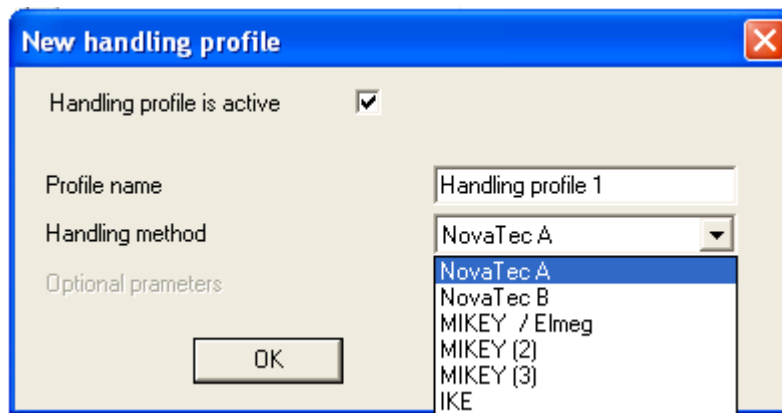 New handling profile
Handling profile is active
Profile name Handling profile 1
Handling method NovaTec A
Optional prameters
NovaTec A
NovaTec B
MIKEY / Elmeg
MIKEY (2)
MIKEY (3)
IKE
OK